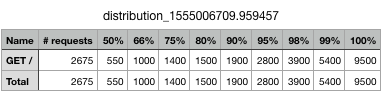 distribution_1555006709.959457
Name # requests 50% 66% 75% 80% 90% 95% 98% 99% 100%
GET / 2675 550 1000 1400 1500 1900 2800 3900 5400 9500
Total 2675 550 1000 1400 1500 1900 2800 3900 5400 9500